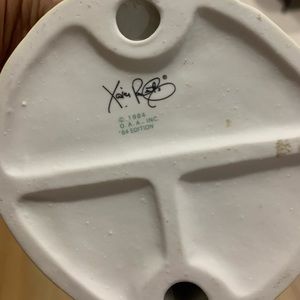 Xavier Roberts ®
© 1984
O.A.A., INC.
'84 EDITION